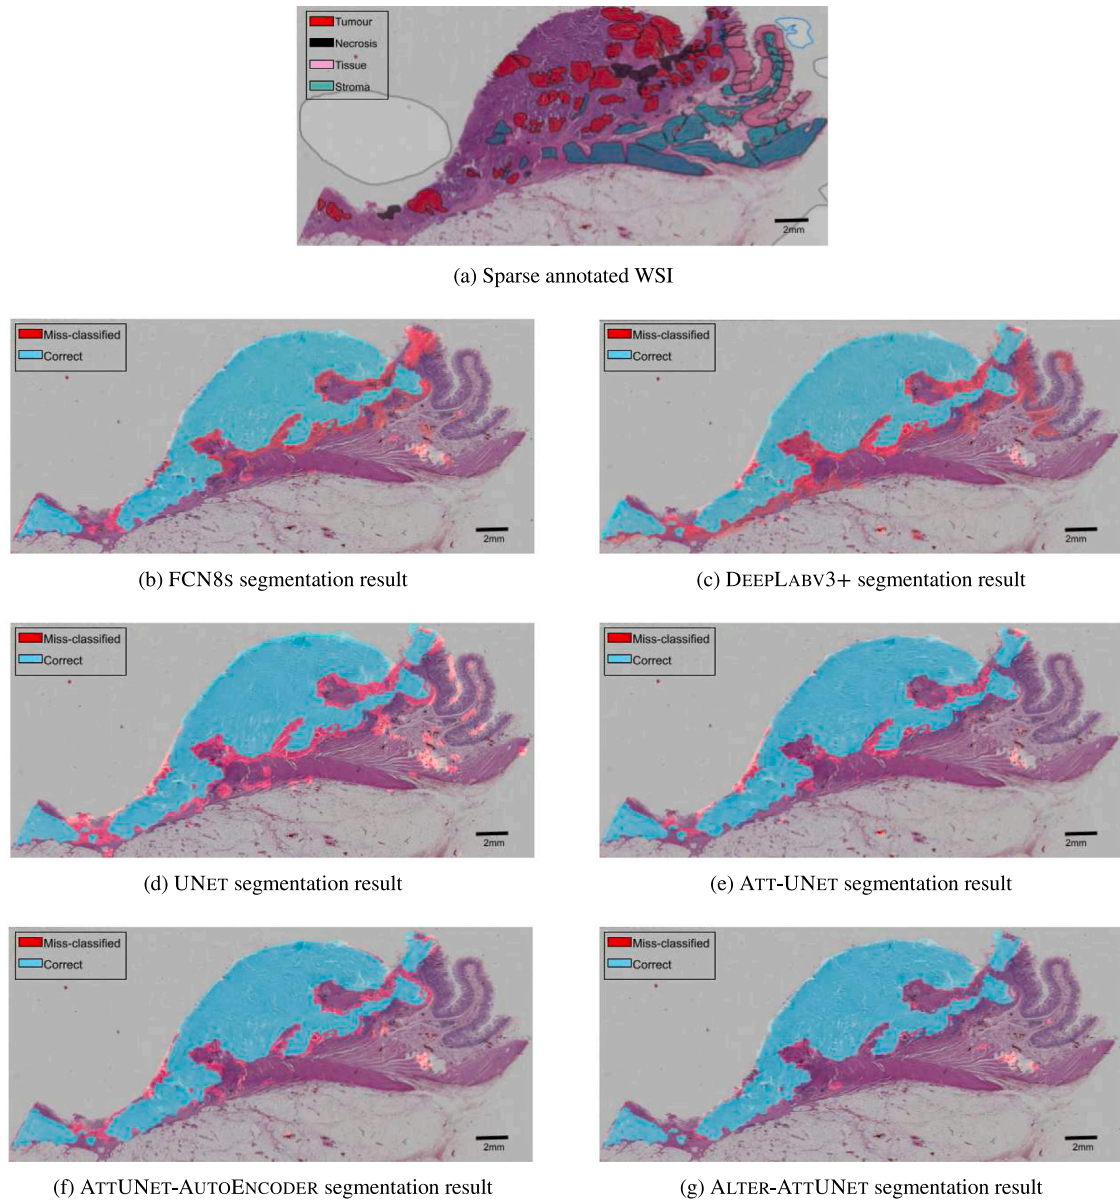 Tumour
Necrosis
Tissue
Stroma
2mm
(a) Sparse annotated WSI
Miss-classified
Correct
2mm
(b) FCN8S segmentation result
Miss-classified
Correct
2mm
(c) DEEPLABV3+ segmentation result
Miss-classified
Correct
2mm
(d) UNET segmentation result
Miss-classified
Correct
2mm
(e) ATT-UNET segmentation result
Miss-classified
Correct
2mm
(f) ATTUNET-AUTOENCODER segmentation result
Miss-classified
Correct
2mm
(g) ALTER-ATTUNET segmentation result